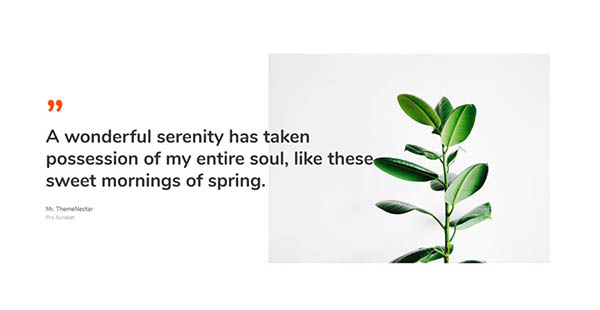 ”
A wonderful serenity has taken
possession of my entire soul, like these
sweet mornings of spring.
Mr. ThemeNectar
Pro Acrobat